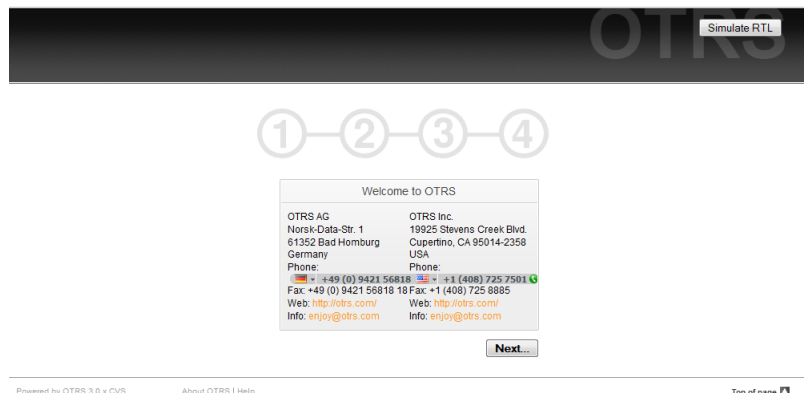 OTRS
Simulate RTL
1 2 3 4
Welcome to OTRS
OTRS AG
Norsk-Data-Str. 1
61352 Bad Homburg
Germany
Phone:
+49 (0) 9421 56818
Fax: +49 (0) 9421 56818 18
Web: http://otrs.com/
Info: enjoy@otrs.com
OTRS Inc.
19925 Stevens Creek Blvd.
Cupertino, CA 95014-2358
USA
Phone:
+1 (408) 725 7501
Fax: +1 (408) 725 8885
Web: http://otrs.com/
Info: enjoy@otrs.com
Next...
Powered by OTRS 3.0.x CVS
About OTRS | Help
Top of page